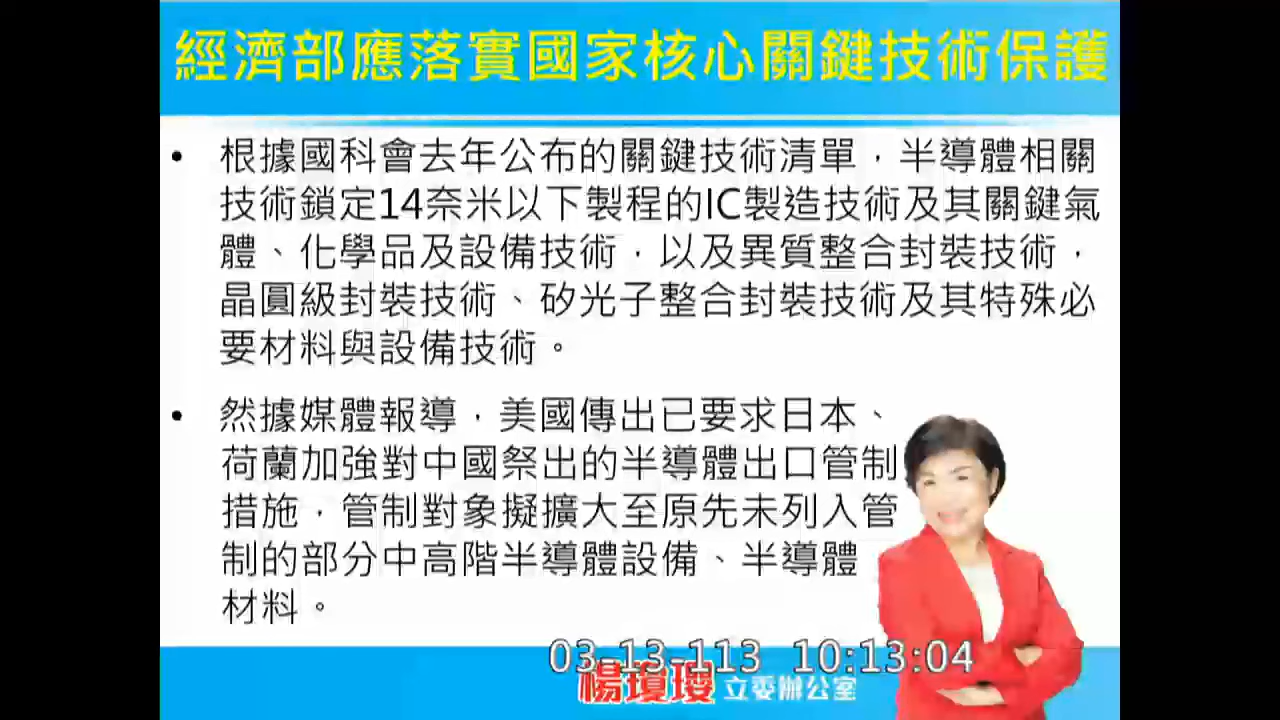 經濟部應落實國家核心關鍵技術保護
• 根據國科會去年公布的關鍵技術清單，半導體相關
技術鎖定14奈米以下製程的IC製造技術及其關鍵氣
體、化學品及設備技術，以及異質整合封裝技術，
晶圓級封裝技術、矽光子整合封裝技術及其特殊必
要材料與設備技術。
• 然據媒體報導，美國傳出已要求日本、
荷蘭加強對中國祭出的半導體出口管制
措施，管制對象擬擴大至原先未列入管
制的部分中高階半導體設備、半導體
材料。
03-13-113 10:13:04
楊瓊瓔 立委辦公室